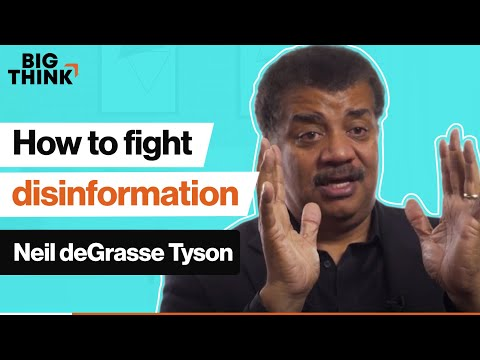 BIG
THINK
How to fight
disinformation
Neil deGrasse Tyson